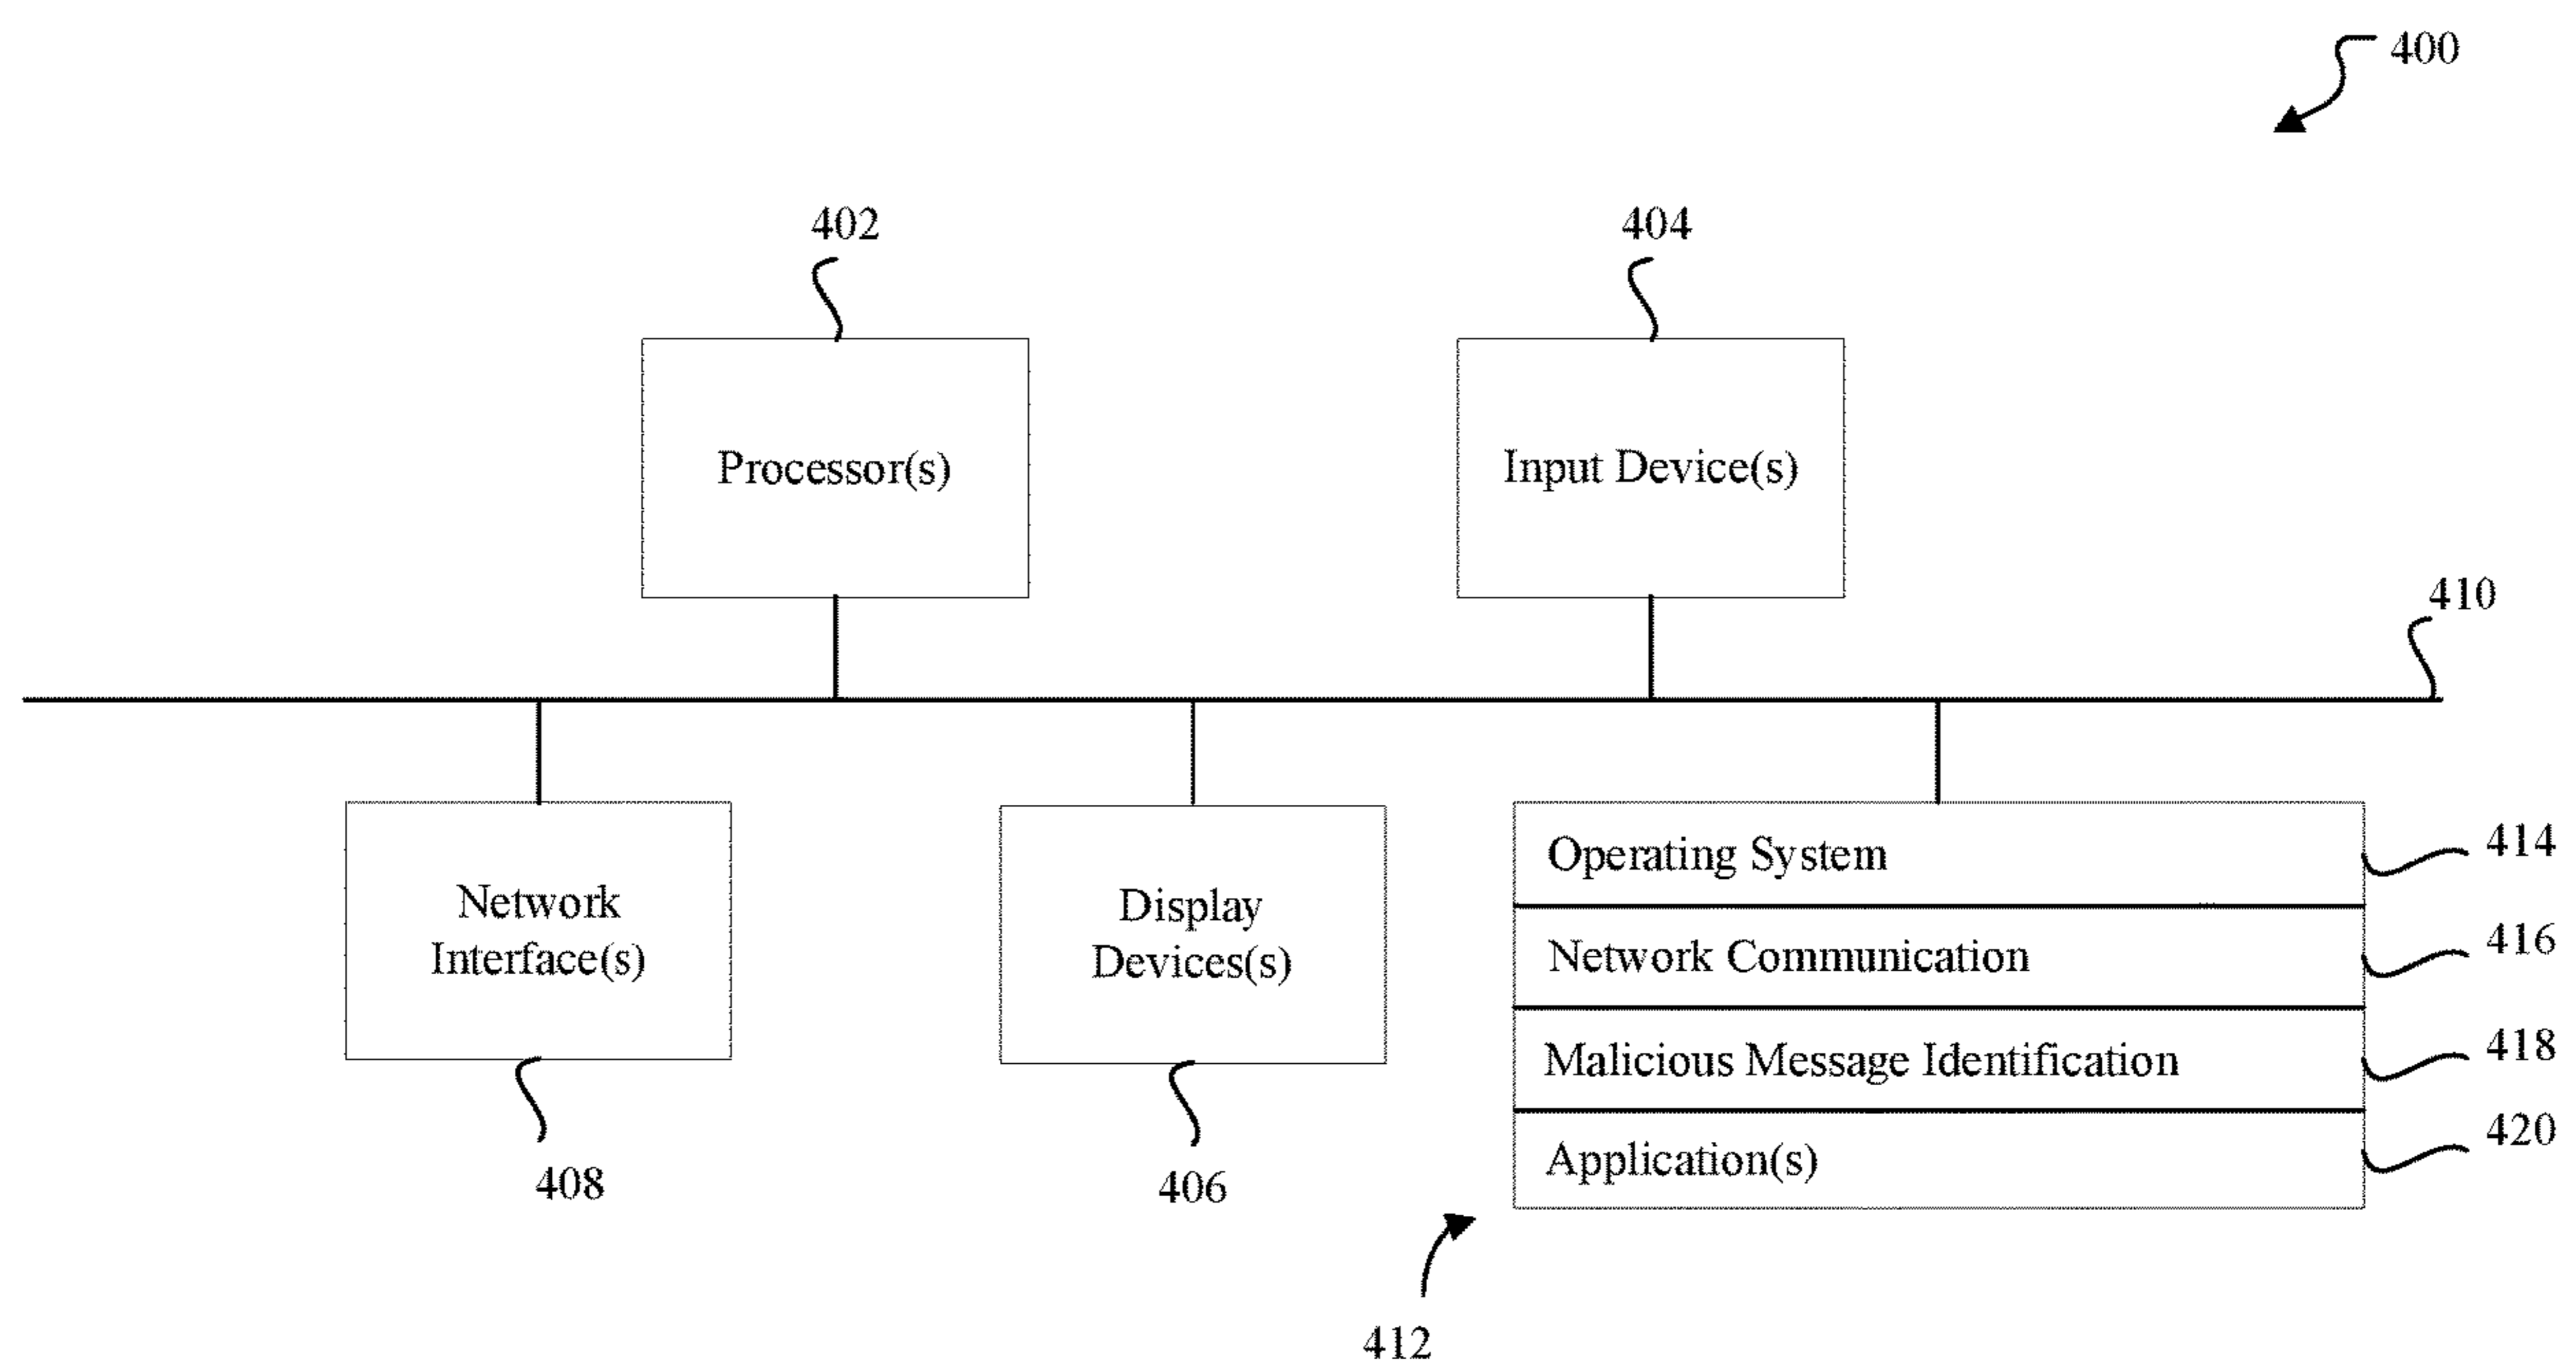 400
402
404
Processor(s)
Input Device(s)
410
Network
Interface(s)
Display
Devices(s)
Operating System
414
Network Communication
416
Malicious Message Identification
418
Application(s)
420
408
406
412